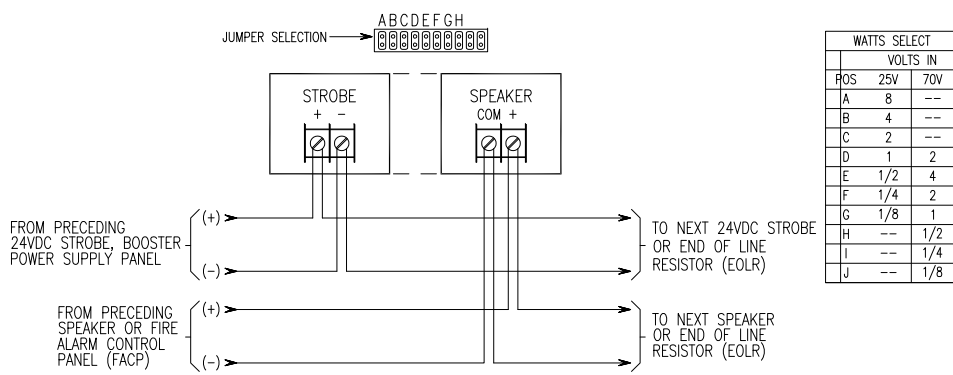 ABCDEFGH
JUMPER SELECTION
STROBE
+ -
SPEAKER
COM +
FROM PRECEDING
24VDC STROBE, BOOSTER
POWER SUPPLY PANEL
(+)
(-)
TO NEXT 24VDC STROBE
OR END OF LINE
RESISTOR (EOLR)
FROM PRECEDING
SPEAKER OR FIRE
ALARM CONTROL
PANEL (FACP)
(+)
(-)
TO NEXT SPEAKER
OR END OF LINE
RESISTOR (EOLR)
WATTS SELECT
VOLTS IN
POS 25V 70V
A 8 --
B 4 --
C 2 --
D 1 2
E 1/2 4
F 1/4 2
G 1/8 1
H -- 1/2
I -- 1/4
J -- 1/8